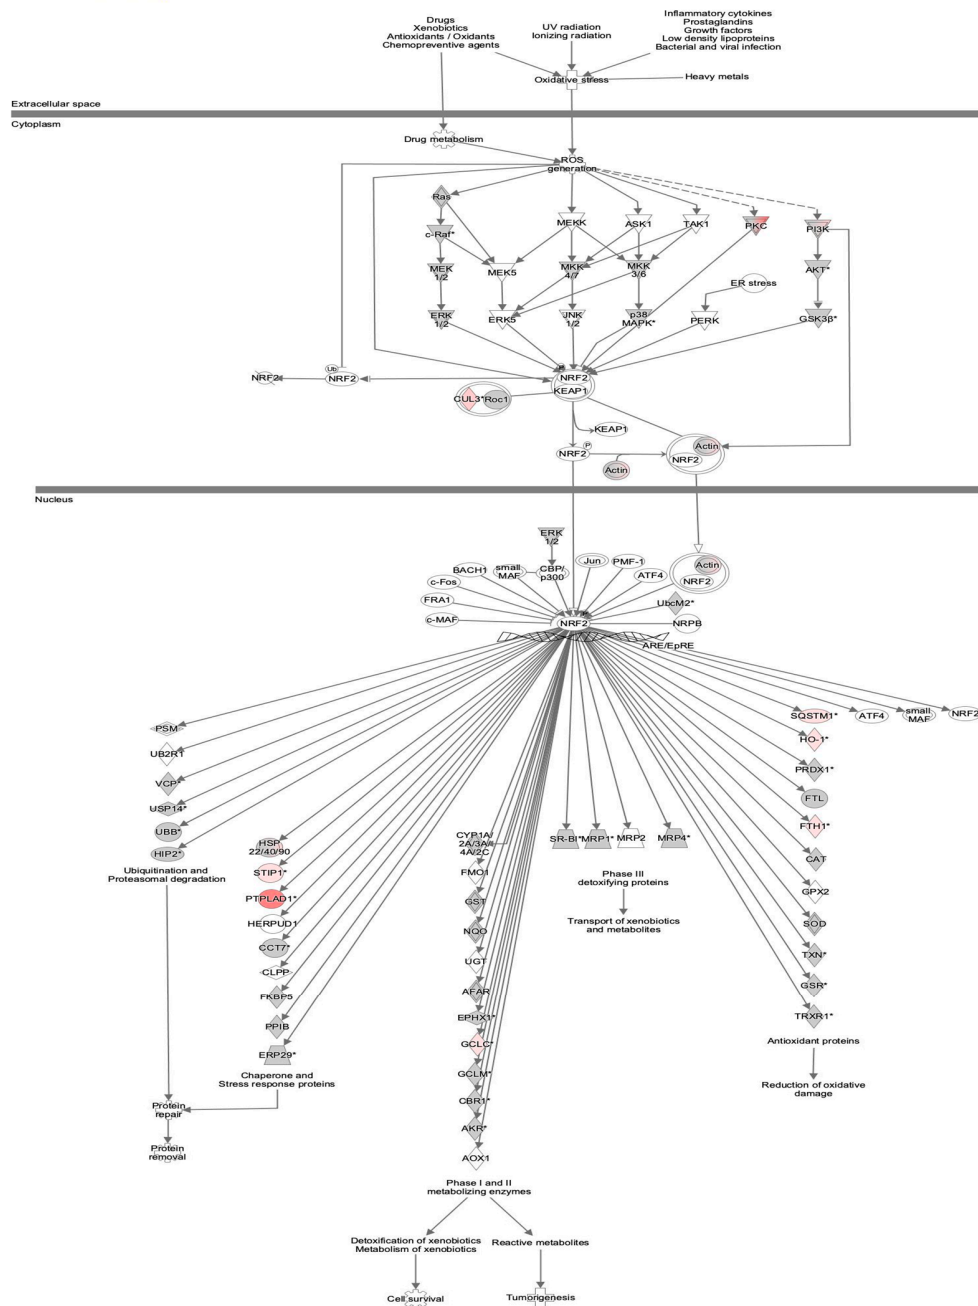 Drugs
Xenobiotics
Antioxidants / Oxidants
Chemopreventive agents
UV radiation
Ionizing radiation
Inflammatory cytokines
Prostaglandins
Growth factors
Low density lipoproteins
Bacterial and viral infection
Oxidative stress
Heavy metals
Extracellular space
Cytoplasm
Drug metabolism
ROS
generation
Ras
c-Raf*
MEKK
ASK1
TAK1
PKC
PI3K
MEK
1/2
MEK5
MKK
4/7
MKK
3/6
AKT*
ER stress
ERK
1/2
ERK5
JNK
1/2
p38
MAPK*
PERK
GSK3β*
NRF2
Ub
NRF2
P
NRF2
KEAP1
CUL3*
Roc1
KEAP1
NRF2
P
Actin
Actin
NRF2
Nucleus
ERK
1/2
BACH1
small
MAF
CBP/
p300
Jun
PMF-1
ATF4
Actin
NRF2
c-Fos
FRA1
c-MAF
UbcM2*
NRF2
NRPB
ARE/EpRE
PSM
UB2R1
VCP*
USP14*
UBB*
HIP2*
Ubiquitination and
Proteasomal degradation
HSP
22/40/90
STIP1*
PTPLAD1*
HERPUD1
CCT7*
CLPP
FKBP5
PPIB
ERP29*
Chaperone and
Stress response proteins
Protein
repair
Protein
removal
CYP1A/
2A/3A/
4A/2C
FMO1
GST
NQO
UGT
AFAR
EPHX1*
GCLC*
GCLM*
CBR1*
AKR*
AOX1
Phase I and II
metabolizing enzymes
Detoxification of xenobiotics
Metabolism of xenobiotics
Reactive metabolites
Cell survival
Tumorigenesis
SR-BI*
MRP1*
MRP2
MRP4*
Phase III
detoxifying proteins
Transport of xenobiotics
and metabolites
SQSTM1*
ATF4
small
MAF
NRF2
HO-1*
PRDX1*
FTL
FTH1*
CAT
GPX2
SOD
TXN*
GSR*
TRXR1*
Antioxidant proteins
Reduction of oxidative
damage